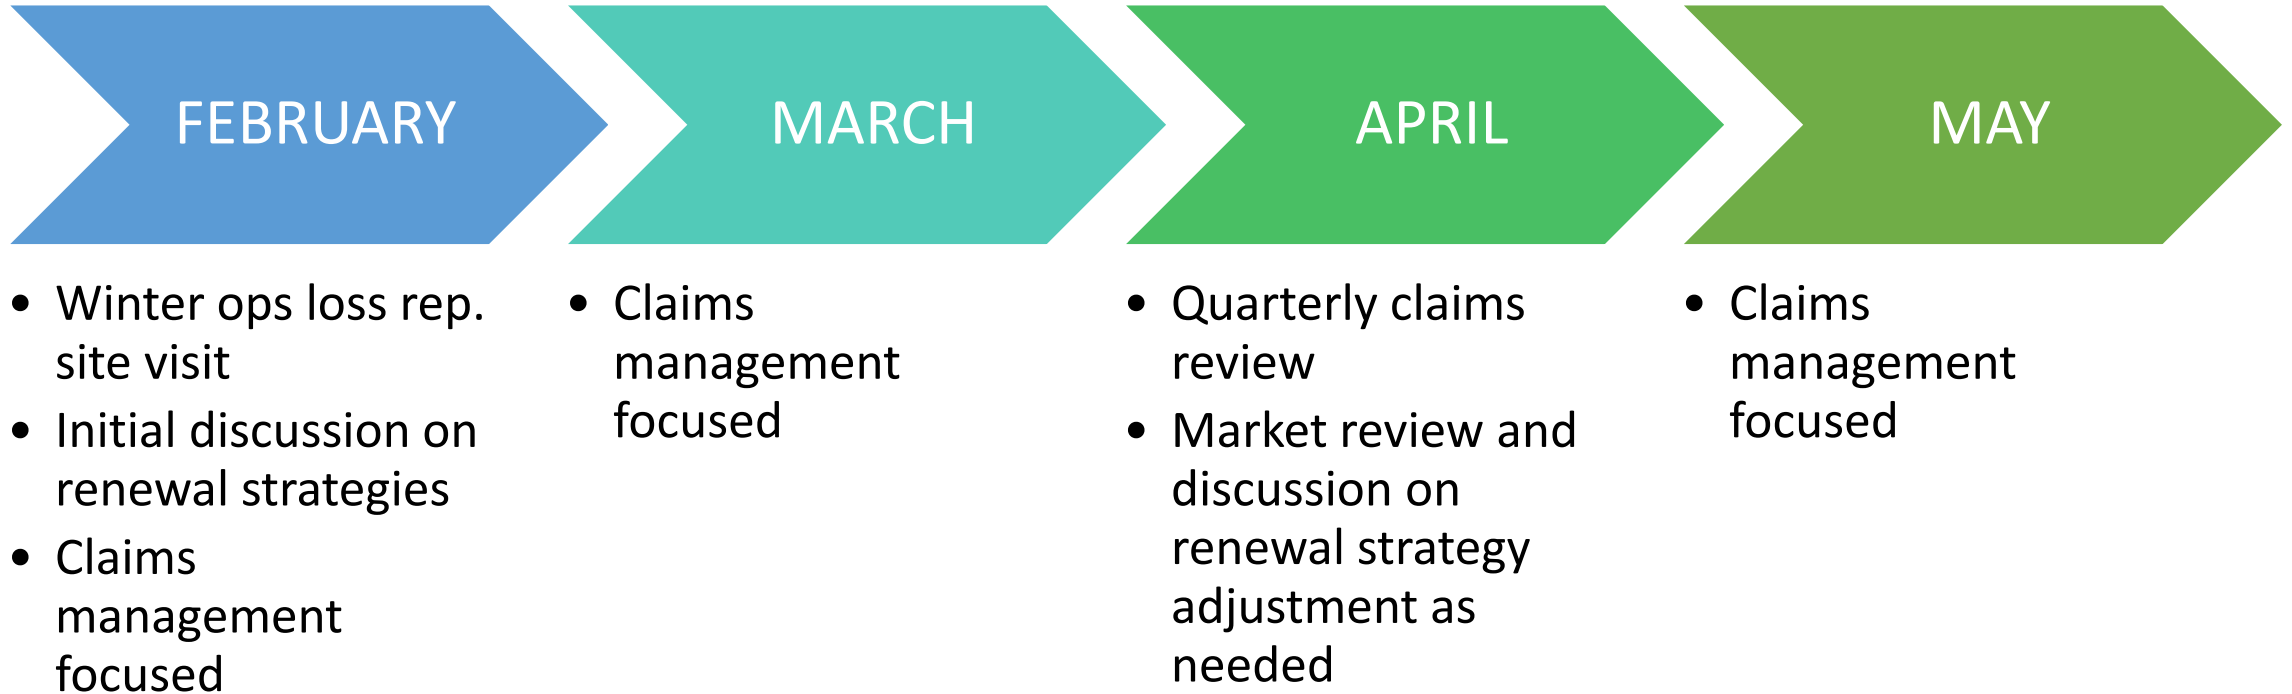 FEBRUARY
• Winter ops loss rep.
site visit
• Initial discussion on
renewal strategies
• Claims
management
focused
MARCH
• Claims
management
focused
APRIL
• Quarterly claims
review
• Market review and
discussion on
renewal strategy
adjustment as
needed
MAY
• Claims
management
focused